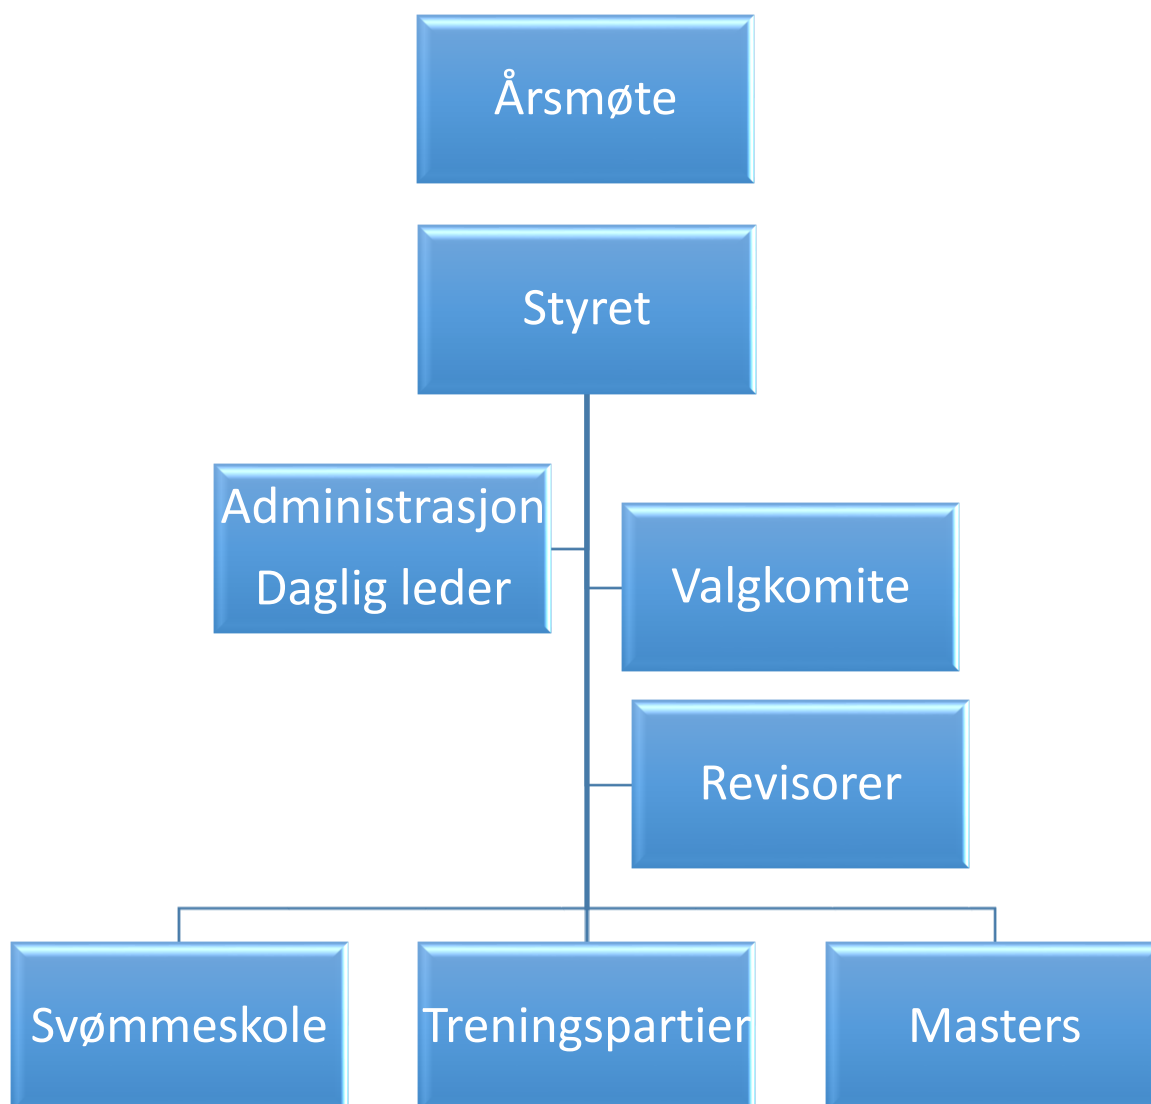 Årsmøte
Styret
Administrasjon
Daglig leder
Valgkomite
Revisorer
Svømmeskole
Treningspartier
Masters